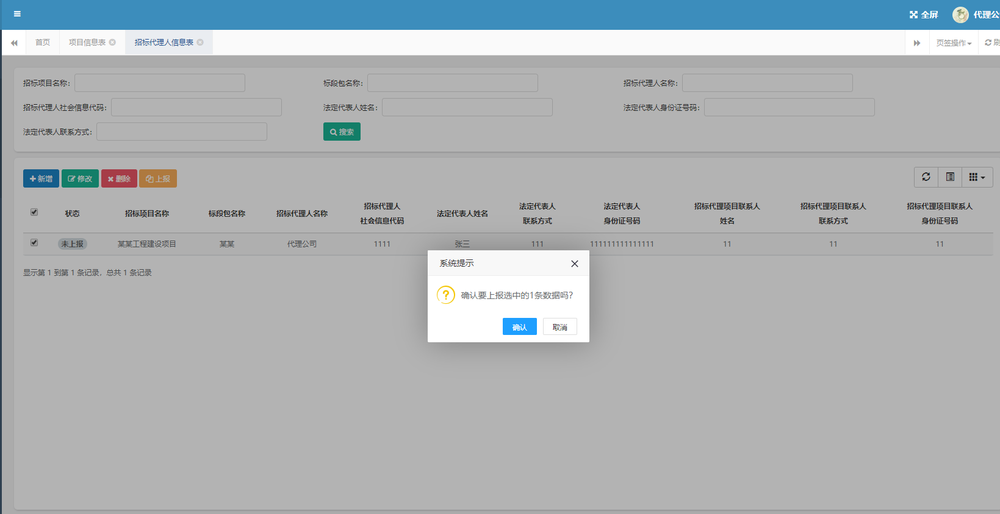 全屏
代理公
首页
项目信息表
招标代理人信息表
页签操作
刷
招标项目名称：
标段包名称：
招标代理人名称：
招标代理人社会信息代码：
法定代表人姓名：
法定代表人身份证号码：
法定代表人联系方式：
搜索
新增
修改
删除
上报
状态
招标项目名称
标段包名称
招标代理人名称
招标代理人
社会信息代码
法定代表人姓名
法定代表人
联系方式
法定代表人
身份证号码
招标代理项目联系人
姓名
招标代理项目联系人
联系方式
招标代理项目联系人
身份证号码
未上报
某某工程建设项目
某某
代理公司
1111
张三
111
111111111111111
11
11
11
显示第 1 到第 1 条记录，总共 1 条记录
系统提示
确认要上报选中的1条数据吗?
确认
取消